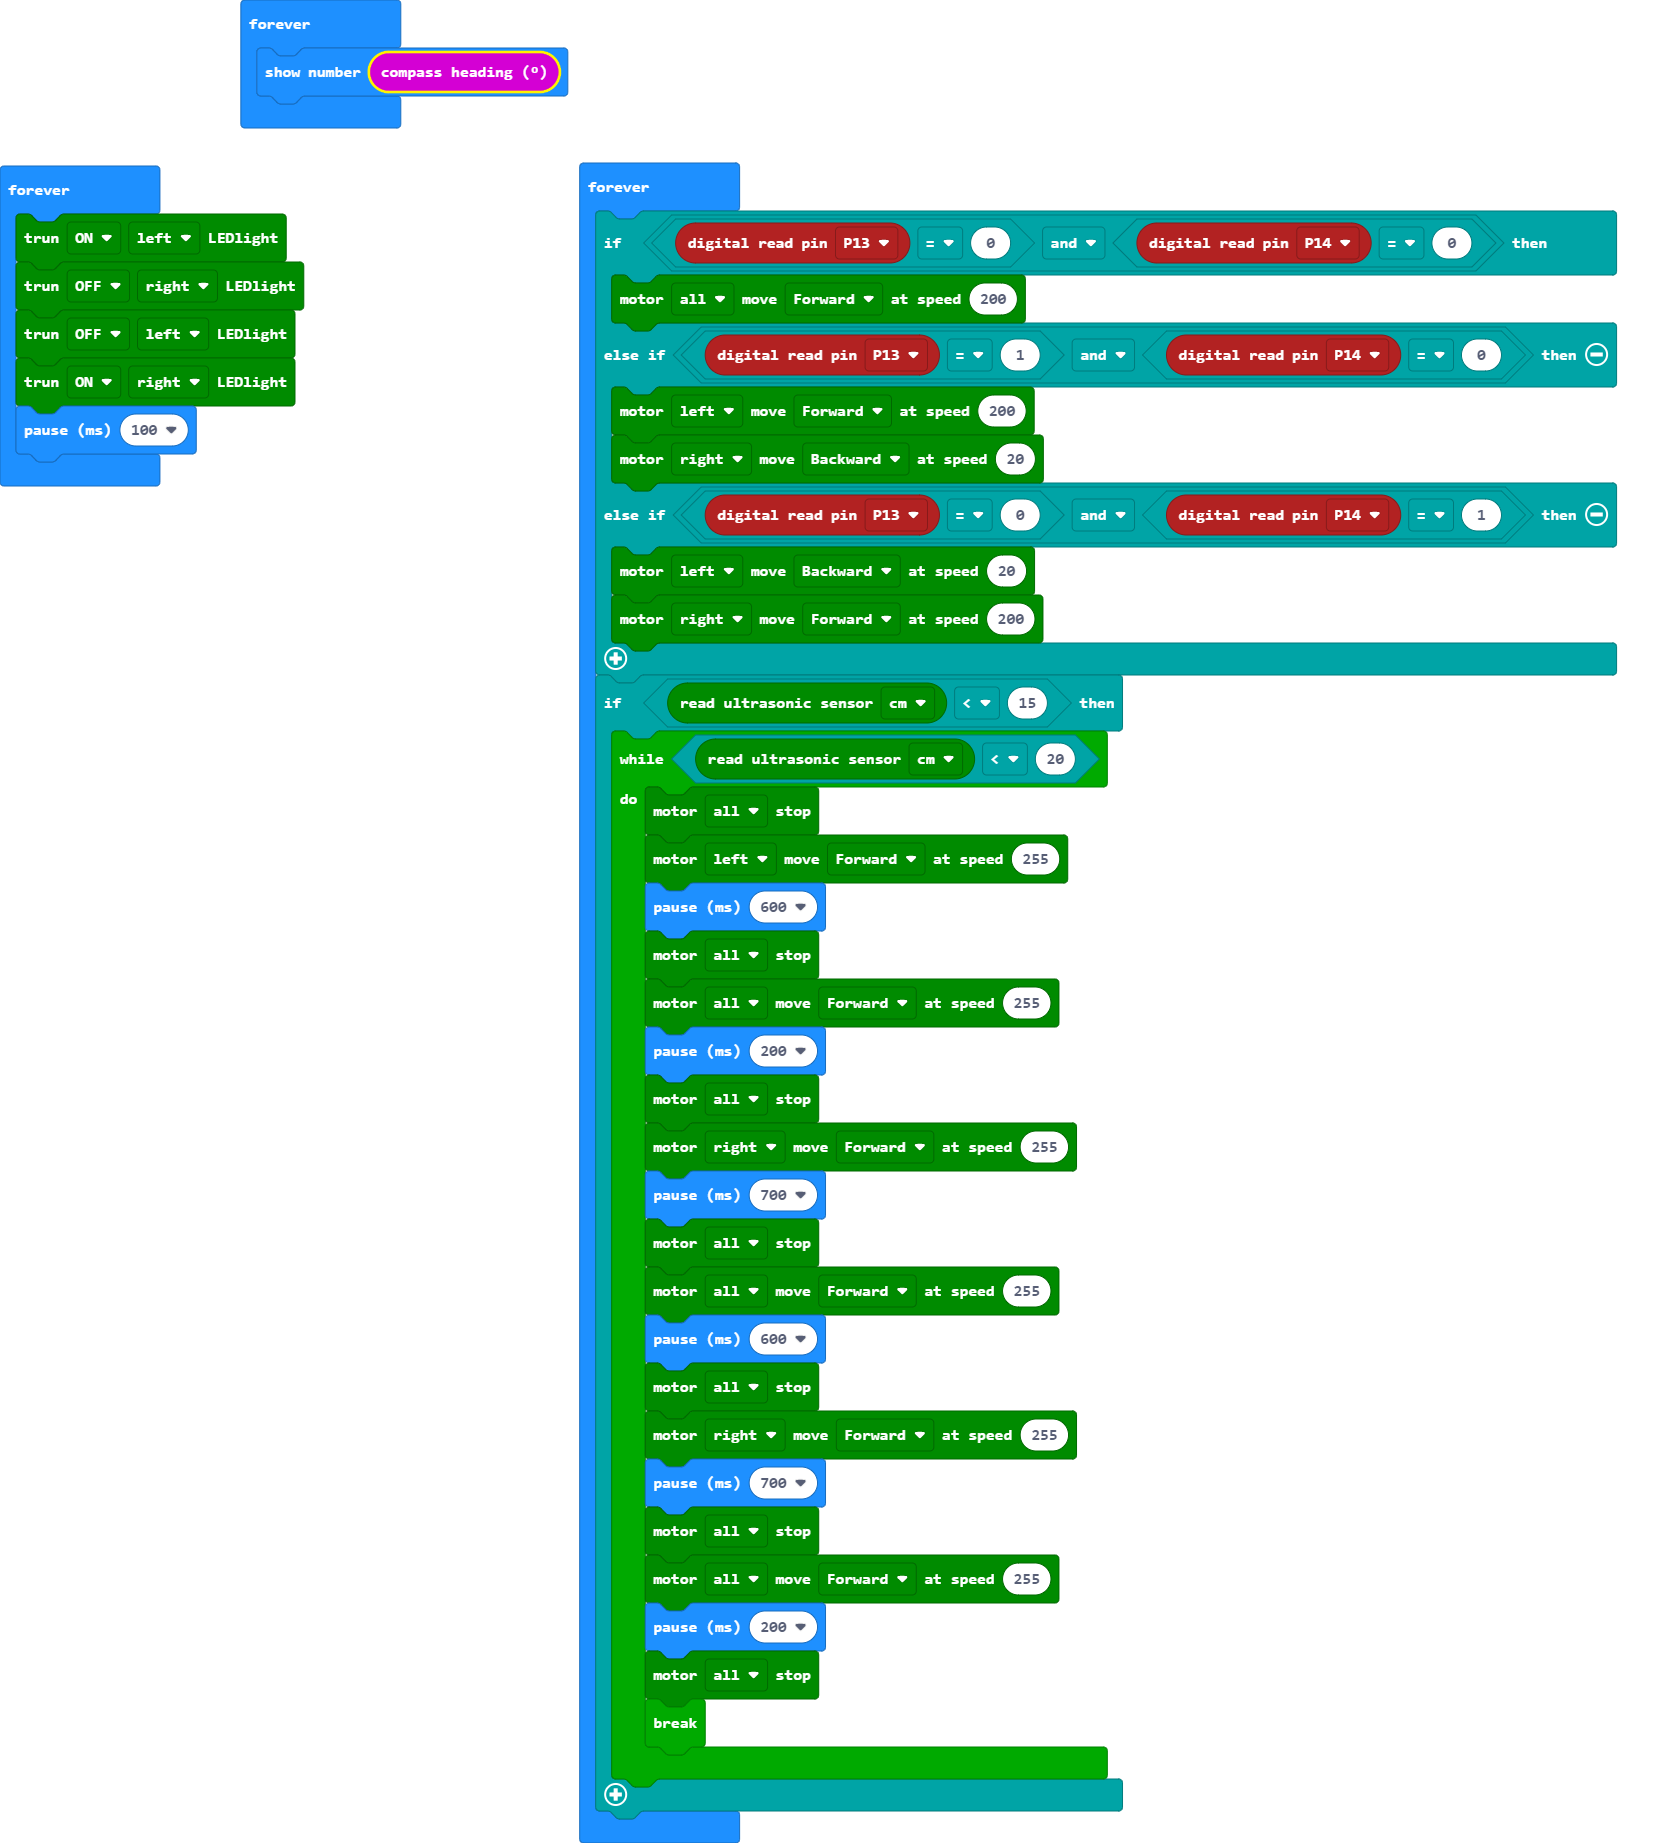 forever
show number compass heading (°)
forever
trun ON left LEDlight
trun OFF right LEDlight
trun OFF left LEDlight
trun ON right LEDlight
pause (ms) 100
forever
if digital read pin P13 = 0 and digital read pin P14 = 0 then
motor all move Forward at speed 200
else if digital read pin P13 = 1 and digital read pin P14 = 0 then
motor left move Forward at speed 200
motor right move Backward at speed 20
else if digital read pin P13 = 0 and digital read pin P14 = 1 then
motor left move Backward at speed 20
motor right move Forward at speed 200
if read ultrasonic sensor cm < 15 then
while read ultrasonic sensor cm < 20
do
motor all stop
motor left move Forward at speed 255
pause (ms) 600
motor all stop
motor all move Forward at speed 255
pause (ms) 200
motor all stop
motor right move Forward at speed 255
pause (ms) 700
motor all stop
motor all move Forward at speed 255
pause (ms) 600
motor all stop
motor right move Forward at speed 255
pause (ms) 700
motor all stop
motor all move Forward at speed 255
pause (ms) 200
motor all stop
break